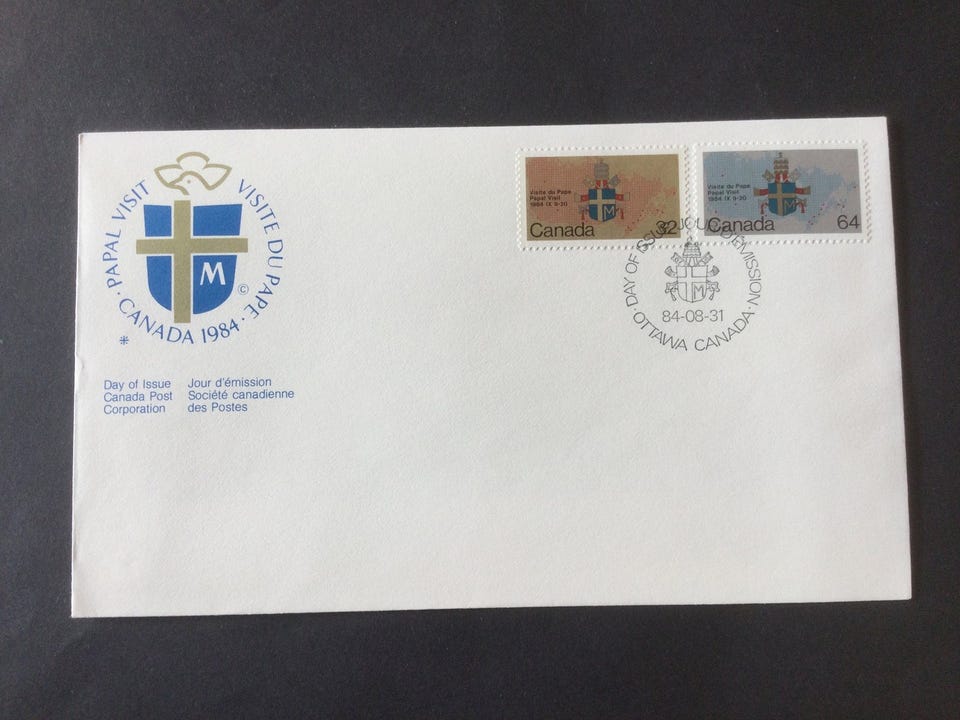 PAPAL VISIT
VISITE DU PAPE
· CANADA 1984 ·
M
©
*
Day of Issue
Canada Post
Corporation
Jour d'émission
Société canadienne
des Postes
Visite du Pape
Papal Visit
1984 IX 9-20
M
Canada
32
Visite du Pape
Papal Visit
1984 IX 9-20
M
Canada
64
· DAY OF ISSUE · JOUR D'ÉMISSION ·
M
84-08-31
OTTAWA CANADA